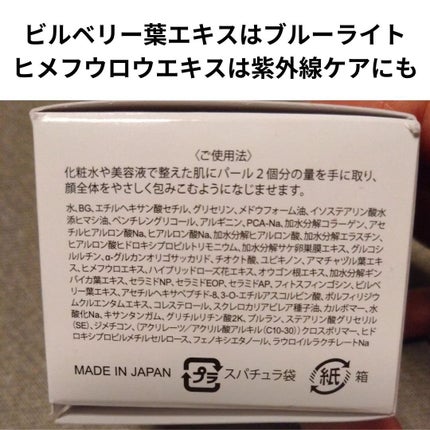 ビルベリー葉エキスはブルーライト
ヒメフウロウエキスは紫外線ケアにも
〈ご使用法〉
化粧水や美容液で整えた肌にパール2個分の量を手に取り、
顔全体をやさしく包みこむようになじませます。
水、BG、エチルヘキサン酸セチル、グリセリン、メドウフォーム油、イソステアリン酸水
添ヒマシ油、ペンチレングリコール、アルギニン、PCA-Na、加水分解コラーゲン、アセ
チルヒアルロン酸Na、ヒアルロン酸Na、加水分解ヒアルロン酸、加水分解エラスチン、
ヒアルロン酸ヒドロキシプロピルトリモニウム、加水分解サケ卵巣膜エキス、グルコシ
ルルチン、α-グルカンオリゴサッカリド、チオクト酸、ユビキノン、アマチャヅル葉エキ
ス、ヒメフウロエキス、ハイブリッドローズ花エキス、オウゴン根エキス、加水分解ギン
バイカ葉エキス、セラミドNP、セラミドEOP、セラミドAP、フィトスフィンゴシン、ビル
ベリー葉エキス、アセチルヘキサペプチド-8、3-O-エチルアスコルビン酸、ポルフィリジウ
ムクルエンタムエキス、コレステロール、スクレロカリアビレア種子油、カルボマー、水
酸化Na、キサンタンガム、グリチルリチン酸2K、プルラン、ステアリン酸グリセリル
(SE)、ジメチコン、(アクリレーツ/アクリル酸アルキル(C10-30))クロスポリマー、ヒド
ロキシプロピルメチルセルロース、フェノキシエタノール、ラウロイルラクチレートNa
MADE IN JAPAN プラ スパチュラ袋 紙 箱